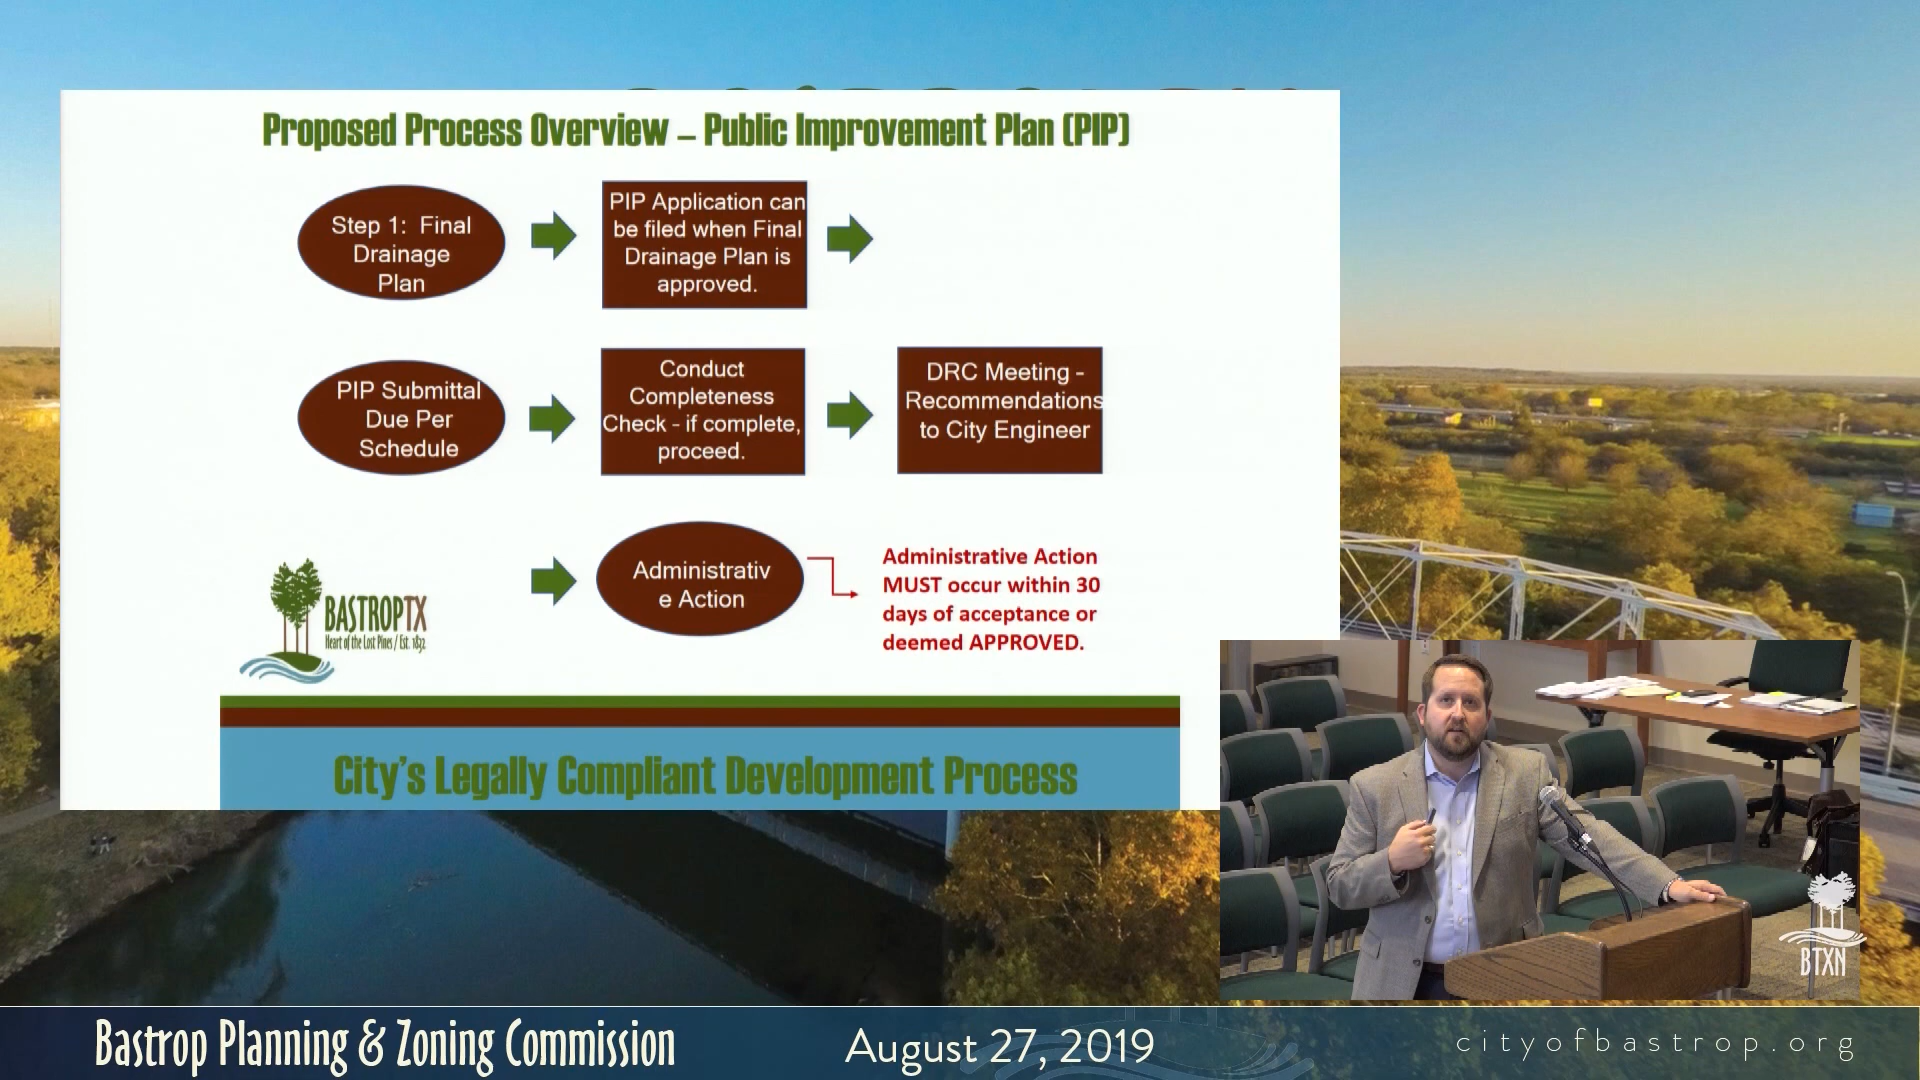 Proposed Process Overview – Public Improvement Plan (PIP)
Step 1: Final
Drainage
Plan
PIP Application can
be filed when Final
Drainage Plan is
approved.
PIP Submittal
Due Per
Schedule
Conduct
Completeness
Check - if complete,
proceed.
DRC Meeting -
Recommendations
to City Engineer
Administrativ
e Action
Administrative Action
MUST occur within 30
days of acceptance or
deemed APPROVED.
BASTROPTX
Heart of the Lost Pines / Est. 1832
City's Legally Compliant Development Process
BTXN
Bastrop Planning & Zoning Commission
August 27, 2019
cityofbastrop.org